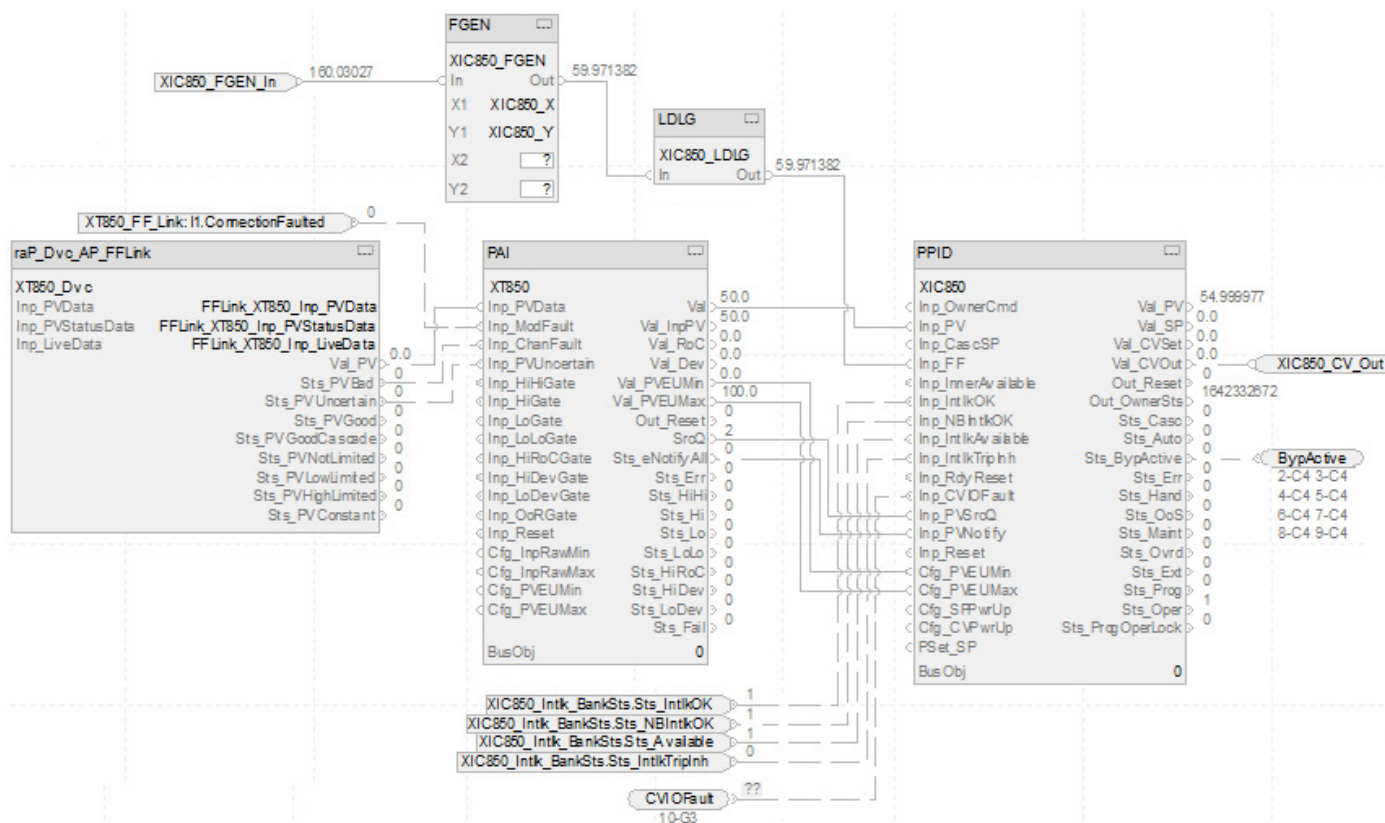 FGEN
XIC850_FGEN
XIC850_FGEN_In 160.03027 In Out 59.971382
X1 XIC850_X
Y1 XIC850_Y
X2 ?
Y2 ?
LDLG
XIC850_LDLG
In Out 59.971382
XT850_FF_Link: I1.ConnectionFaulted 0
raP_Dvc_AP_FFLink
XT850_Dvc
Inp_PVData FFLink_XT850_Inp_PVData
Inp_PVStatusData FFLink_XT850_Inp_PVStatusData
Inp_LiveData FFLink_XT850_Inp_LiveData
Val_PV 0.0
Sts_PVBad 0
Sts_PVUncertain 0
Sts_PVGood 0
Sts_PVGoodCascade 0
Sts_PVNotLimited 0
Sts_PVLowLimited 0
Sts_PVHighLimited 0
Sts_PVConstant 0
PAI
XT850
Inp_PVData Val 50.0
Inp_ModFault Val_InpPV 50.0
Inp_ChanFault Val_RoC 0.0
Inp_PVUncertain Val_Dev 0.0
Inp_HiHiGate Val_PVEUMin 0.0
Inp_HiGate Val_PVEUMax 100.0
Inp_LoGate Out_Reset 0
Inp_LoLoGate SrcQ 2
Inp_HiRoCGate Sts_eNotifyAll 0
Inp_HiDevGate Sts_Err 0
Inp_LoDevGate Sts_HiHi 0
Inp_OoRGate Sts_Hi 0
Inp_Reset Sts_Lo 0
Cfg_InpRawMin Sts_LoLo 0
Cfg_InpRawMax Sts_HiRoC 0
Cfg_PVEUMin Sts_HiDev 0
Cfg_PVEUMax Sts_LoDev 0
Sts_Fail 0
BusObj 0
PPID
XIC850
Inp_OwnerCmd Val_PV 54.999977
Inp_PV Val_SP 0.0
Inp_CascSP Val_CVSet 0.0
Inp_FF Val_CVOut 0.0 XIC850_CV_Out
Inp_InnerAvailable Out_Reset 0
Inp_IntlkOK Out_OwnerSts 1642332672
Inp_NBIntlkOK Sts_Casc 0
Inp_IntlkAvailable Sts_Auto 0
Inp_IntlkTripInh Sts_BypActive 0 BypActive
Inp_RdyReset Sts_Err 0
Inp_CVIOFault Sts_Hand 0
Inp_PVSrcQ Sts_OoS 0
Inp_PVNotify Sts_Maint 0
Inp_Reset Sts_Ovrd 0
Cfg_PVEUMin Sts_Ext 0
Cfg_PVEUMax Sts_Prog 0
Cfg_SPPwrUp Sts_Oper 1
Cfg_CVPwrUp Sts_ProgOperLock 0
PSet_SP
BusObj 0
2-C4 3-C4
4-C4 5-C4
6-C4 7-C4
8-C4 9-C4
XIC850_Intlk_BankSts.Sts_IntlkOK 1
XIC850_Intlk_BankSts.Sts_NBIntlkOK 1
XIC850_Intlk_BankSts.Sts_Available 1
XIC850_Intlk_BankSts.Sts_IntlkTripInh 0
CVIOFault ??
10-G3